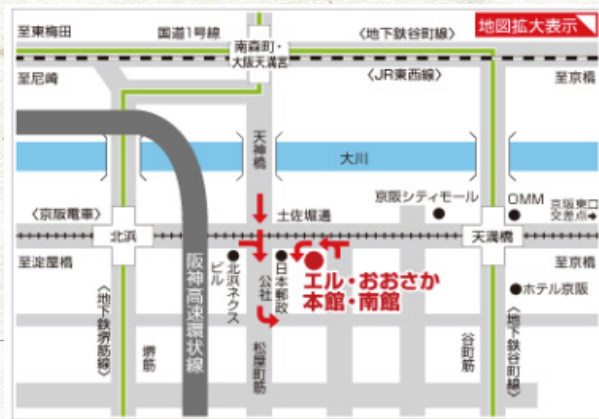 地図拡大表示
至東梅田
国道1号線
〈地下鉄谷町線〉
南森町・
大阪天満宮
至尼崎
〈JR東西線〉
至京橋
天神橋
大川
京阪シティモール
OMM
京阪東口
交差点➔
〈京阪電車〉
土佐堀通
北浜
天満橋
至淀屋橋
至京橋
阪神高速環状線
北浜ネクス
ビル
公社
日本郵政
エル・おおさか
本館・南館
ホテル京阪
〈地下鉄堺筋線〉
堺筋
松屋町筋
谷町筋
〈地下鉄谷町線〉